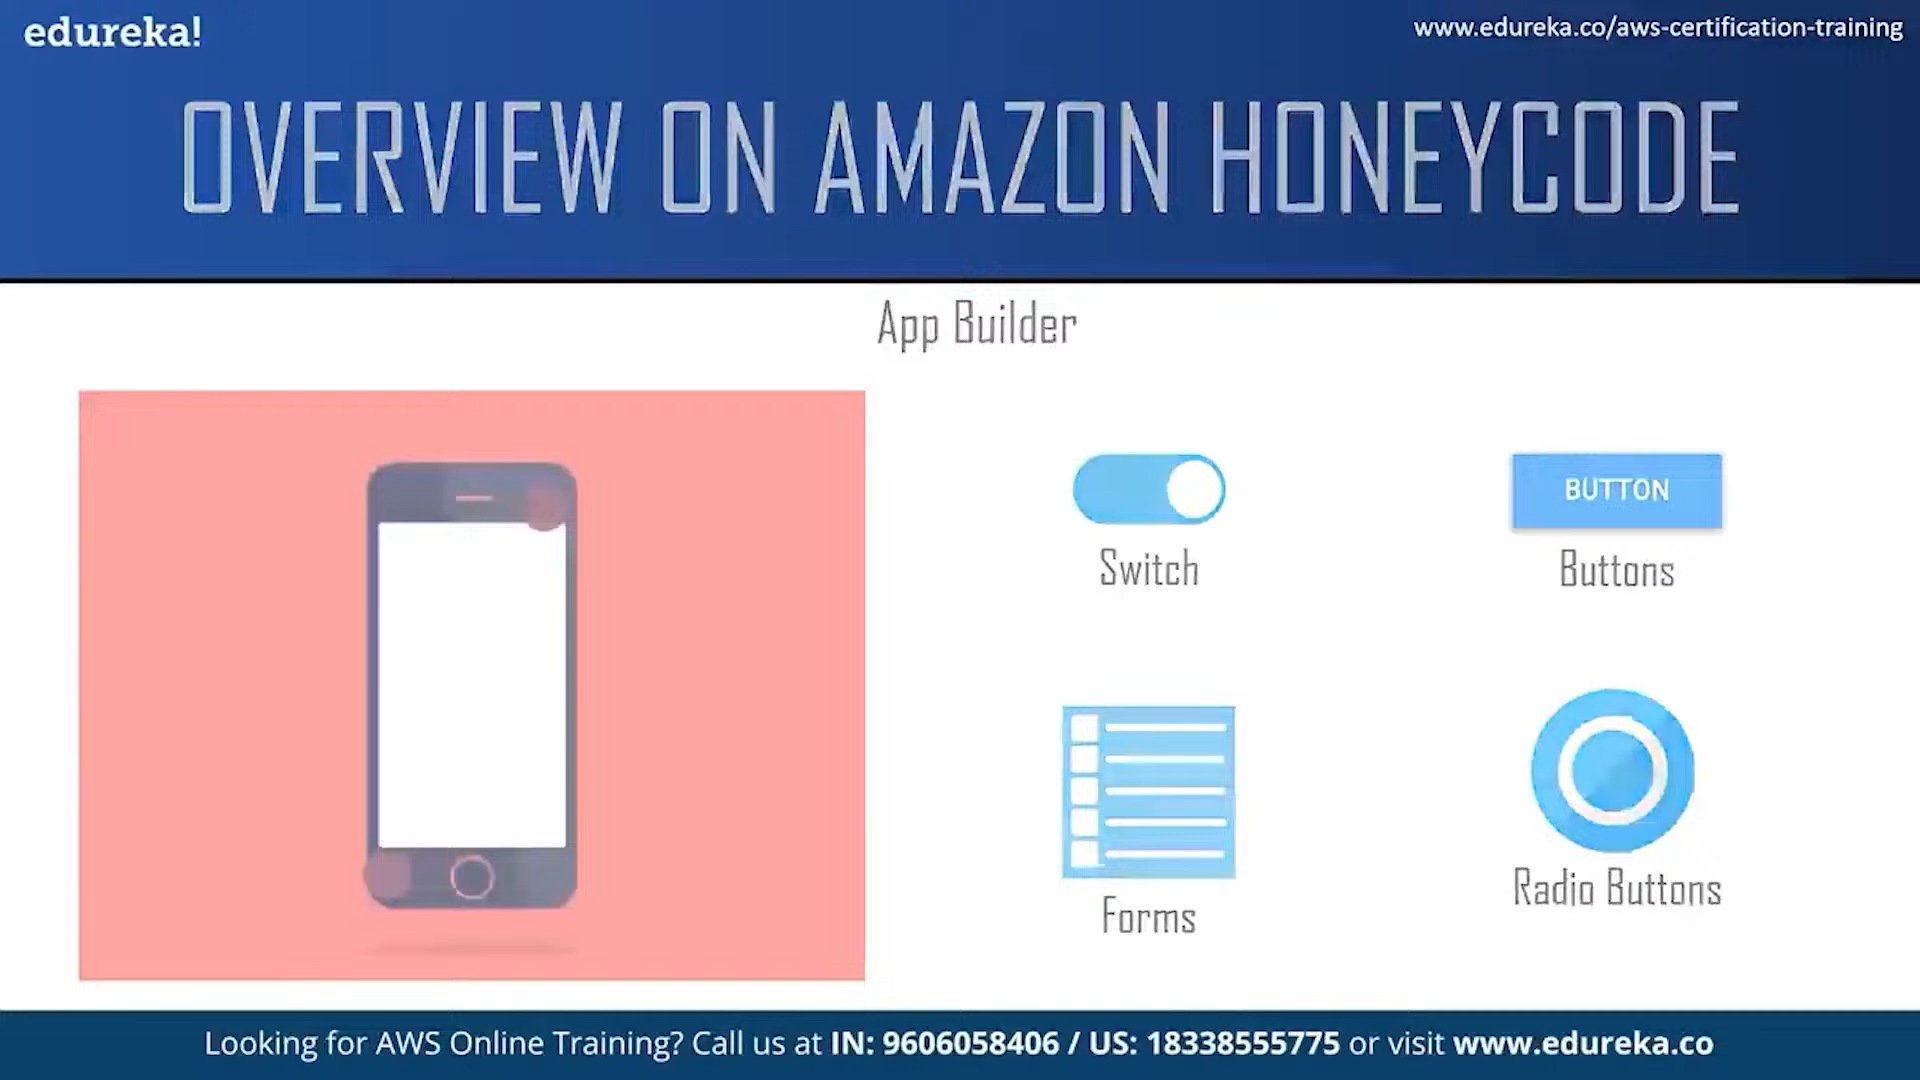 edureka!
www.edureka.co/aws-certification-training
OVERVIEW ON AMAZON HONEYCODE
App Builder
BUTTON
Switch
Buttons
Forms
Radio Buttons
Looking for AWS Online Training? Call us at IN: 9606058406 / US: 18338555775 or visit www.edureka.co